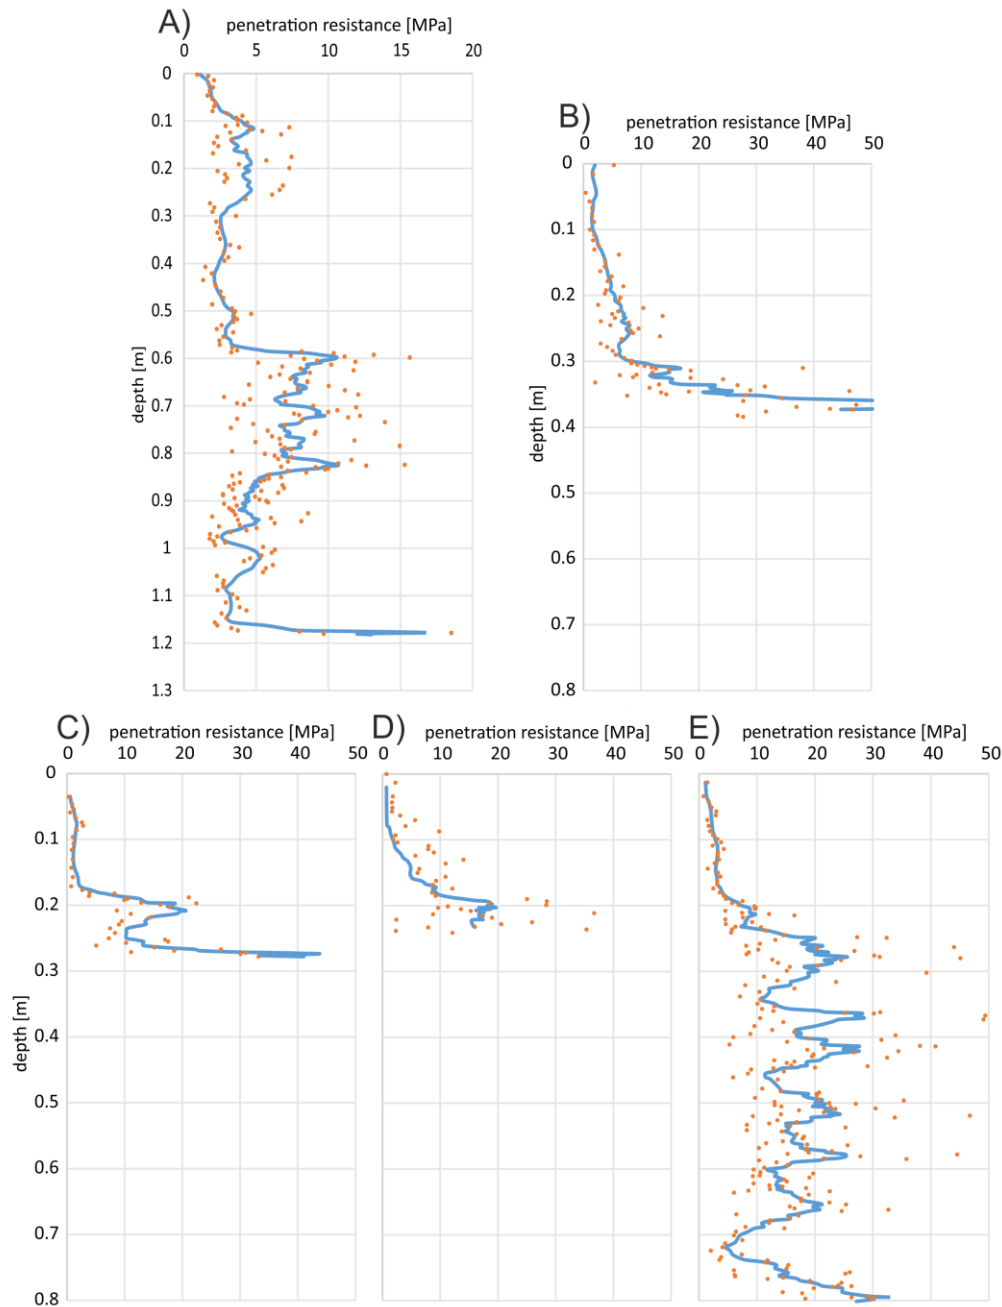 A) penetration resistance [MPa]
0 5 10 15 20
0
0.1
0.2
0.3
0.4
0.5
0.6
0.7
0.8
0.9
1
1.1
1.2
1.3
depth [m]
B) penetration resistance [MPa]
0 10 20 30 40 50
0
0.1
0.2
0.3
0.4
0.5
0.6
0.7
0.8
depth [m]
C) penetration resistance [MPa]
0 10 20 30 40 50
0
0.1
0.2
0.3
0.4
0.5
0.6
0.7
0.8
depth [m]
D) penetration resistance [MPa]
0 10 20 30 40 50
E) penetration resistance [MPa]
0 10 20 30 40 50